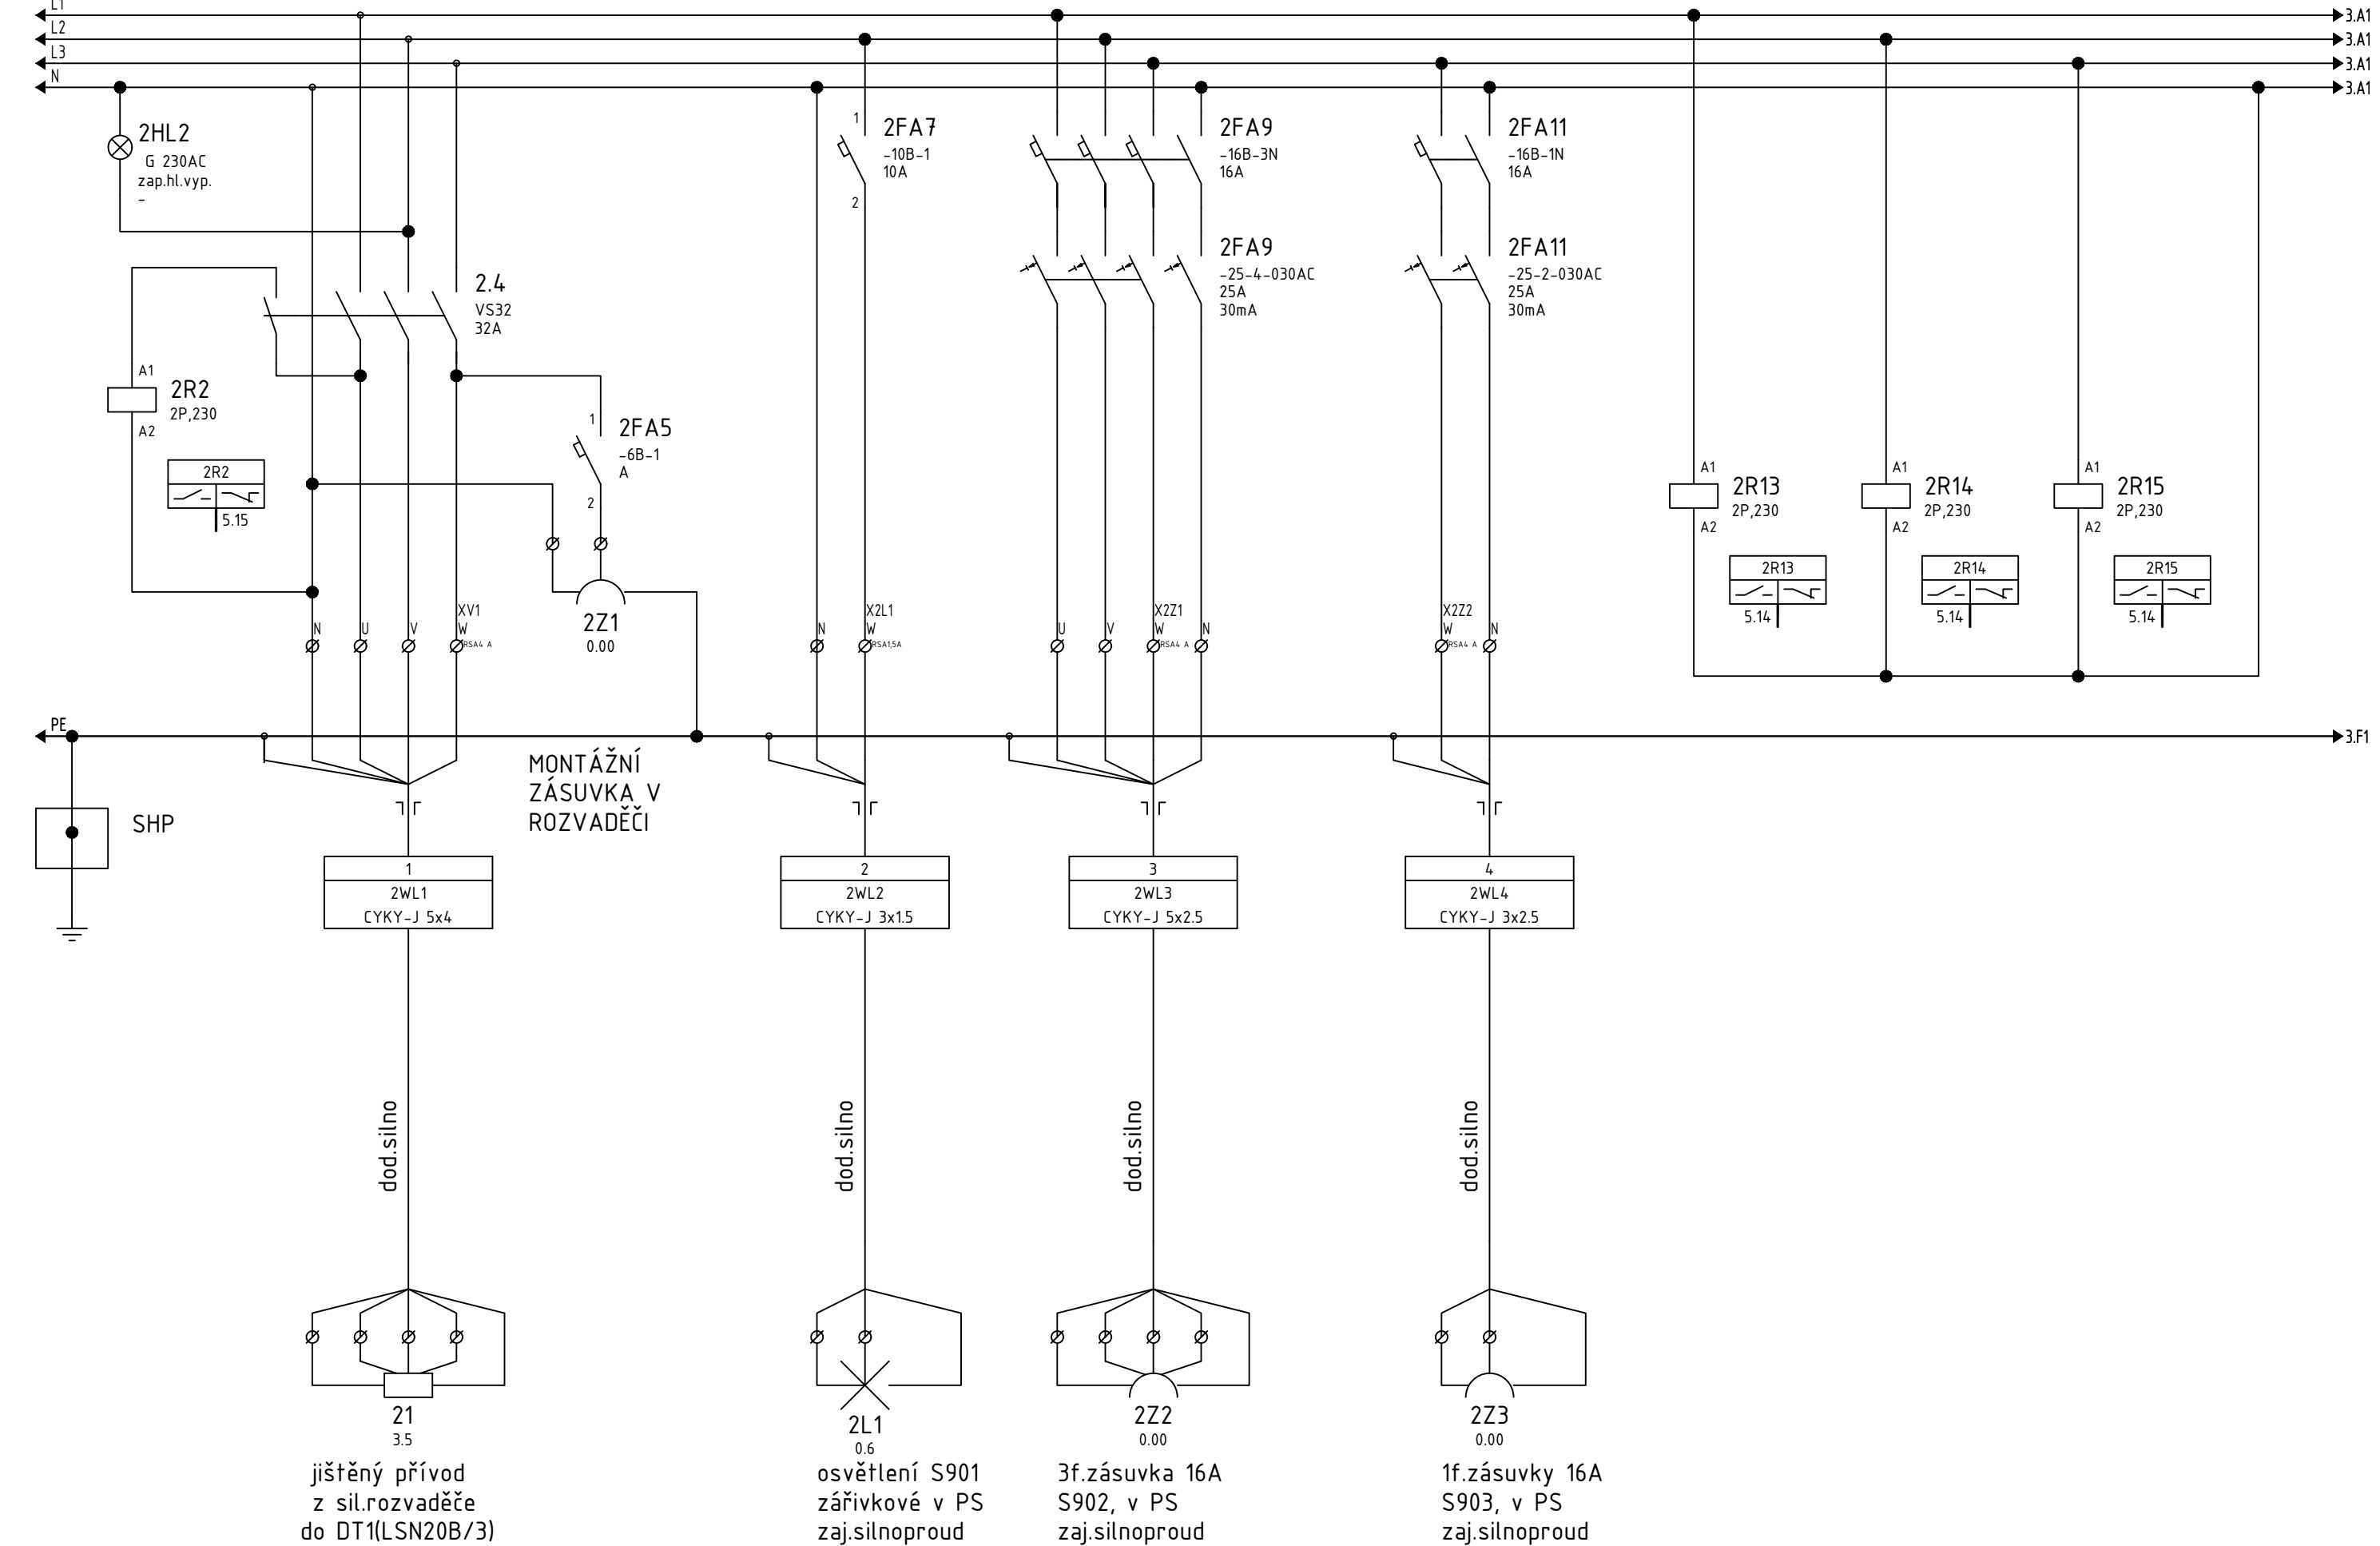 L1
3.A1
L2
3.A1
L3
3.A1
N
3.A1
2HL2
G 230AC
zap.hl.vyp.
-
2.4
VS32
32A
A1
2R2
2P,230
A2
2R2
5.15
1
2FA5
-6B-1
A
2
2Z1
0.00
N
U
V
XV1
W
RSA4 A
1
2FA7
-10B-1
10A
2
N
X2L1
W
RSA1,5A
2FA9
-16B-3N
16A
2FA9
-25-4-030AC
25A
30mA
U
V
X2Z1
W
RSA4 A
N
2FA11
-16B-1N
16A
2FA11
-25-2-030AC
25A
30mA
X2Z2
W
RSA4 A
N
A1
2R13
2P,230
A2
2R13
5.14
A1
2R14
2P,230
A2
2R14
5.14
A1
2R15
2P,230
A2
2R15
5.14
PE
3.F1
SHP
MONTÁŽNÍ
ZÁSUVKA V
ROZVADĚČI
1
2WL1
CYKY-J 5x4
2
2WL2
CYKY-J 3x1.5
3
2WL3
CYKY-J 5x2.5
4
2WL4
CYKY-J 3x2.5
dod.silno
dod.silno
dod.silno
dod.silno
21
3.5
jištěný přívod
z sil.rozvaděče
do DT1(LSN20B/3)
2L1
0.6
osvětlení S901
zářivkové v PS
zaj.silnoproud
2Z2
0.00
3f.zásuvka 16A
S902, v PS
zaj.silnoproud
2Z3
0.00
1f.zásuvky 16A
S903, v PS
zaj.silnoproud